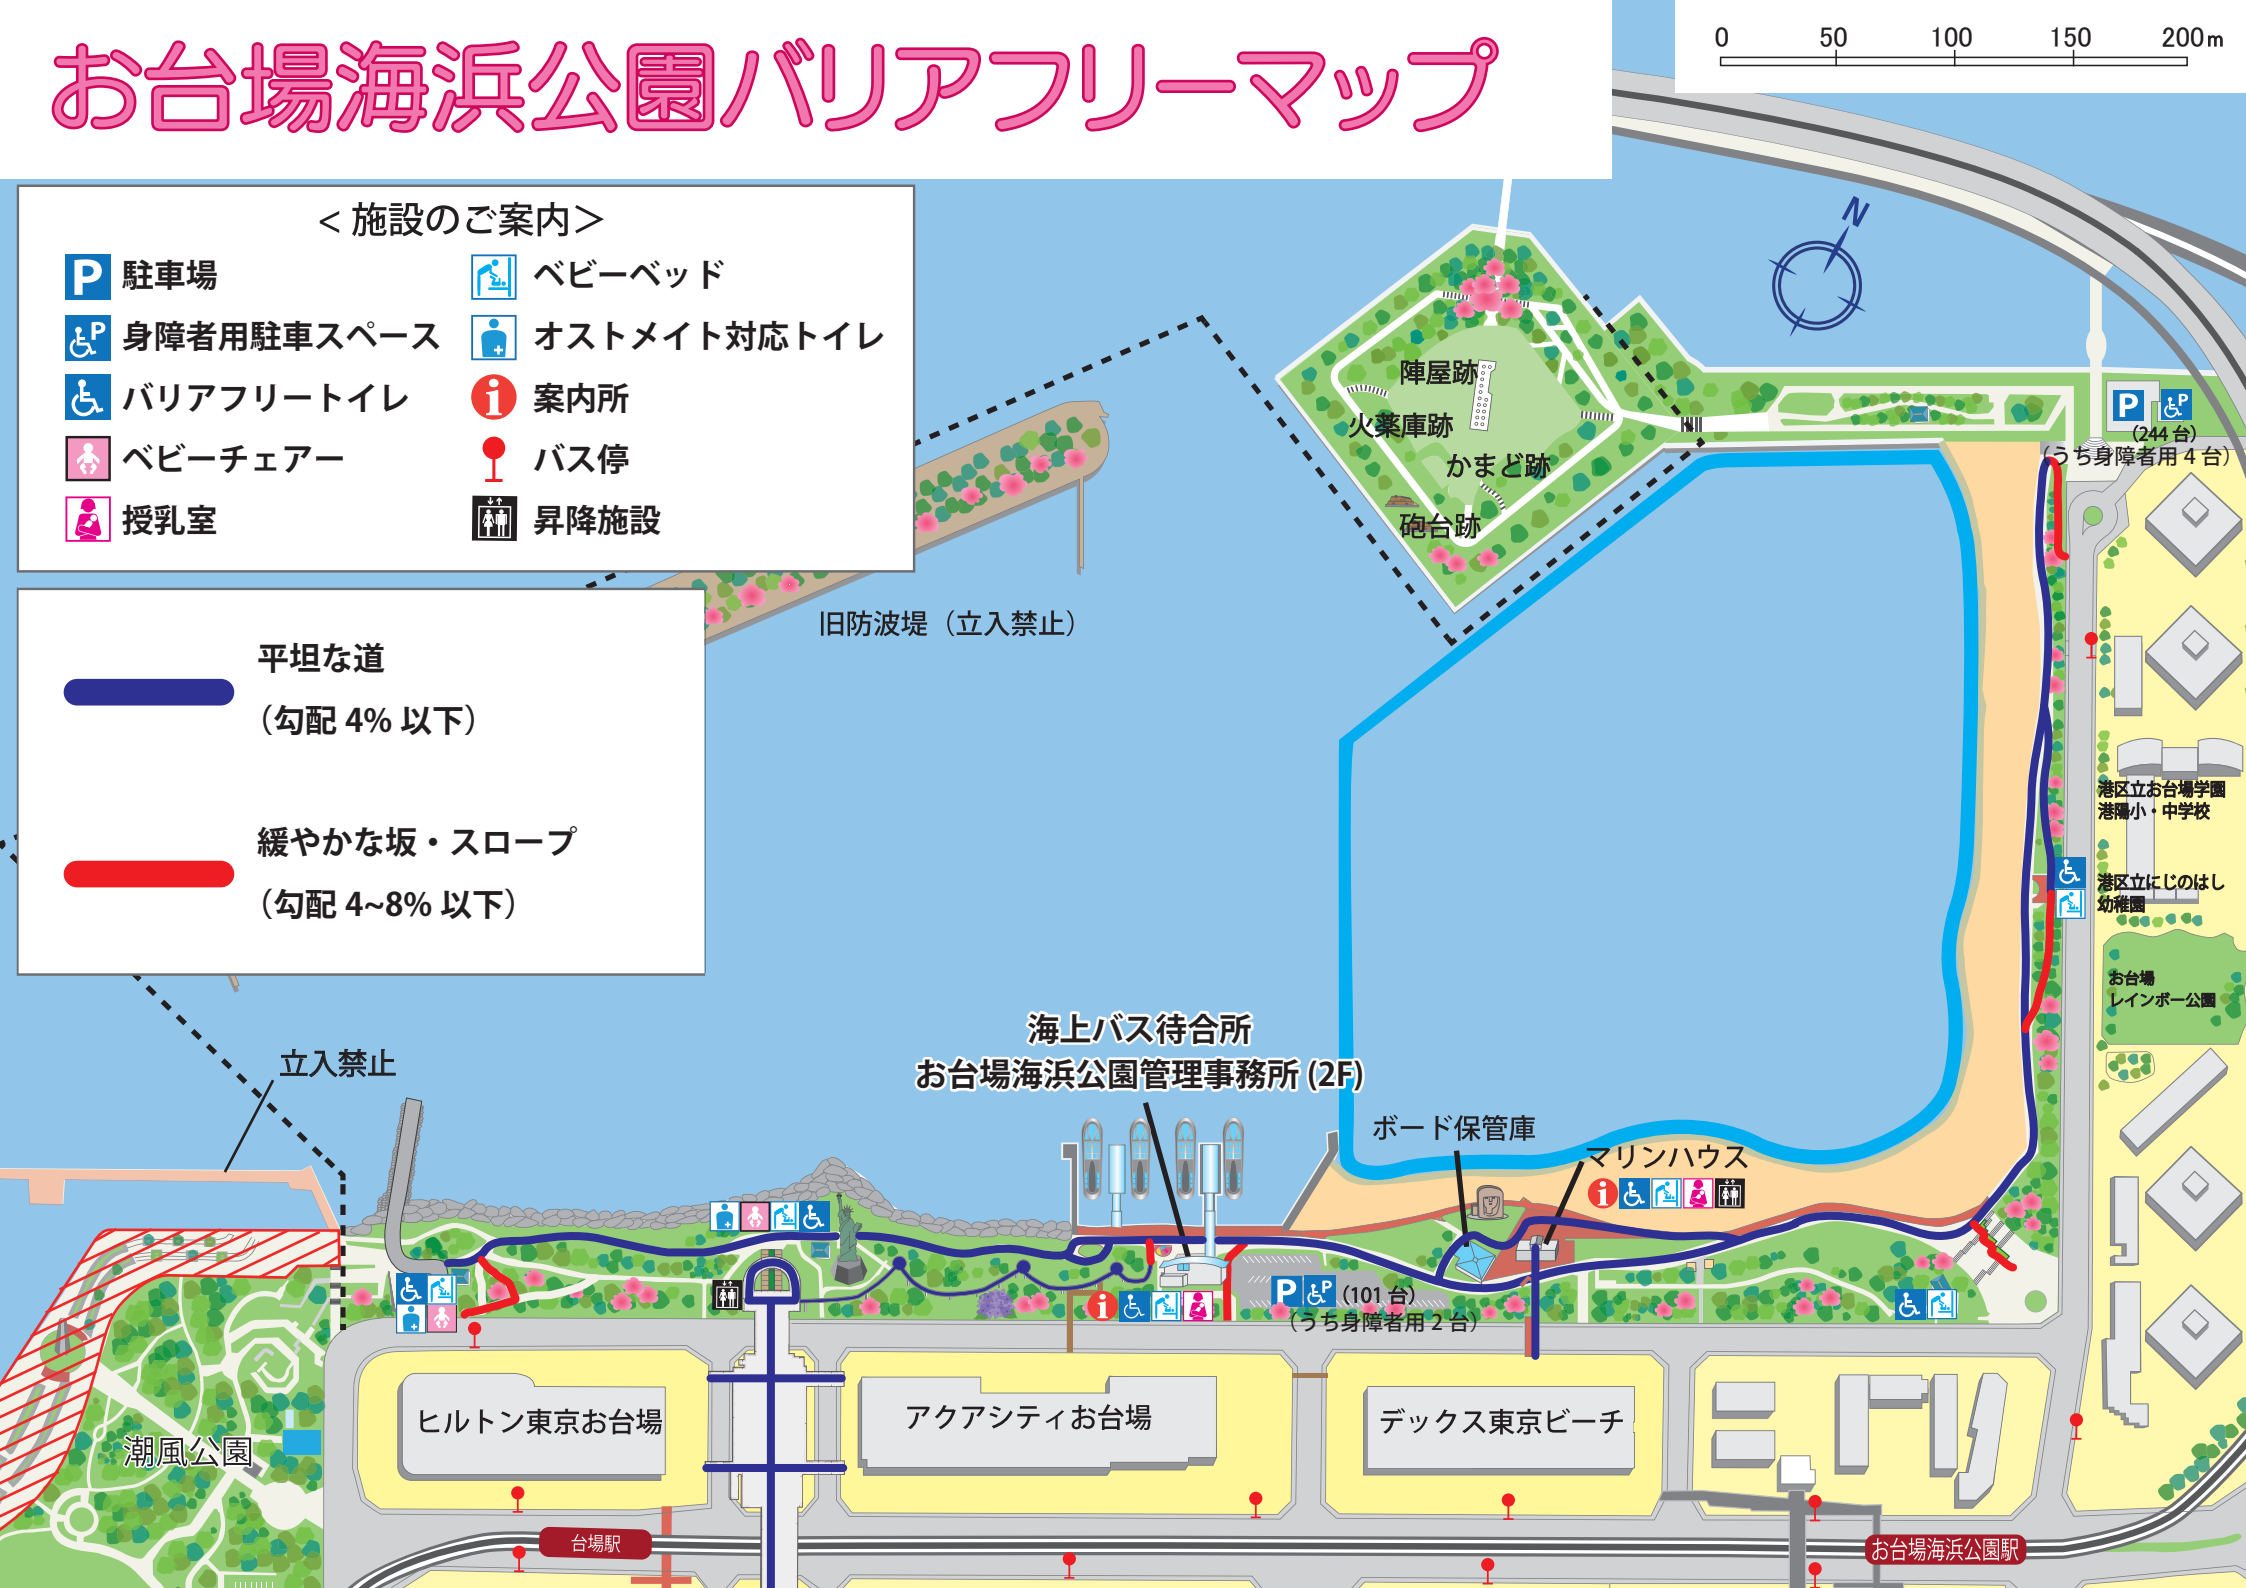 お台場海浜公園バリアフリーマップ
0 50 100 150 200m
N
＜施設のご案内＞
P 駐車場
P 身障者用駐車スペース
バリアフリートイレ
ベビーチェアー
授乳室
ベビーベッド
オストメイト対応トイレ
i 案内所
バス停
昇降施設
平坦な道
（勾配 4% 以下）
緩やかな坂・スロープ
（勾配 4~8% 以下）
陣屋跡
火薬庫跡
かまど跡
砲台跡
旧防波堤（立入禁止）
P P
（244 台）
（うち身障者用 4 台）
港区立お台場学園
港陽小・中学校
港区立にじのはし
幼稚園
お台場
レインボー公園
立入禁止
海上バス待合所
お台場海浜公園管理事務所 (2F)
ボード保管庫
マリンハウス
i
i
P P （101 台）
（うち身障者用 2 台）
潮風公園
ヒルトン東京お台場
アクアシティお台場
デックス東京ビーチ
台場駅
お台場海浜公園駅